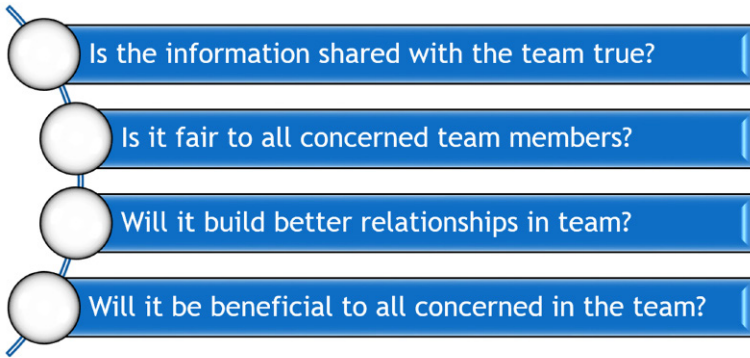 Is the information shared with the team true?
Is it fair to all concerned team members?
Will it build better relationships in team?
Will it be beneficial to all concerned in the team?